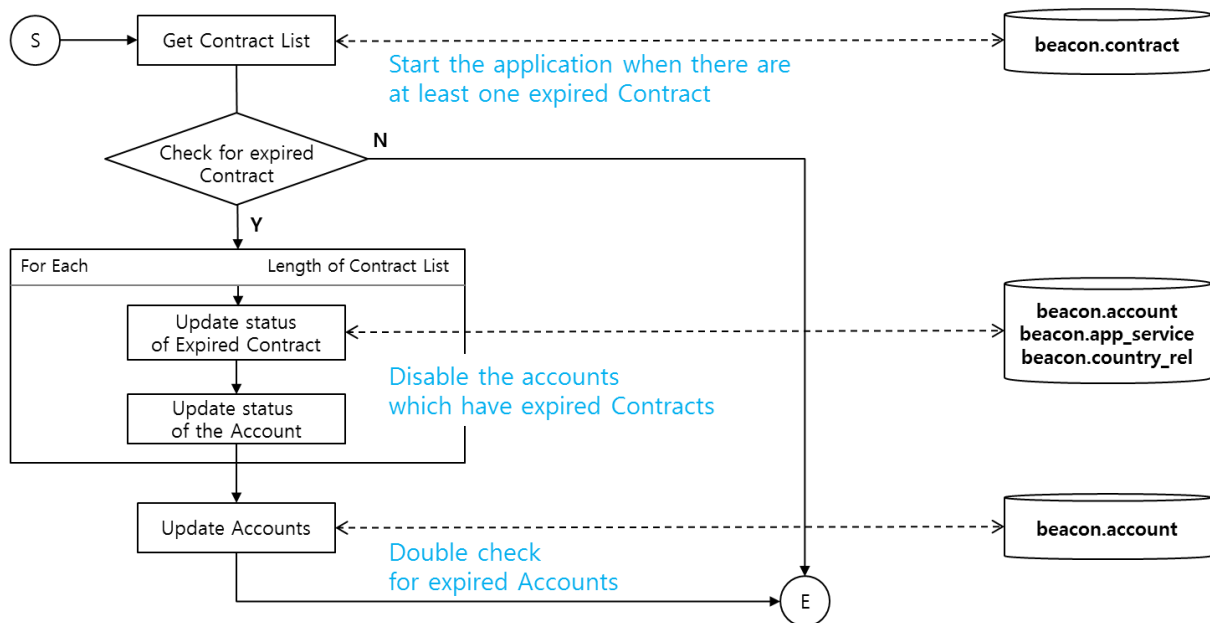 S
Get Contract List
beacon.contract
Start the application when there are
at least one expired Contract
N
Check for expired
Contract
Y
For Each
Length of Contract List
Update status
of Expired Contract
beacon.account
beacon.app_service
beacon.country_rel
Disable the accounts
which have expired Contracts
Update status
of the Account
Update Accounts
beacon.account
Double check
for expired Accounts
E